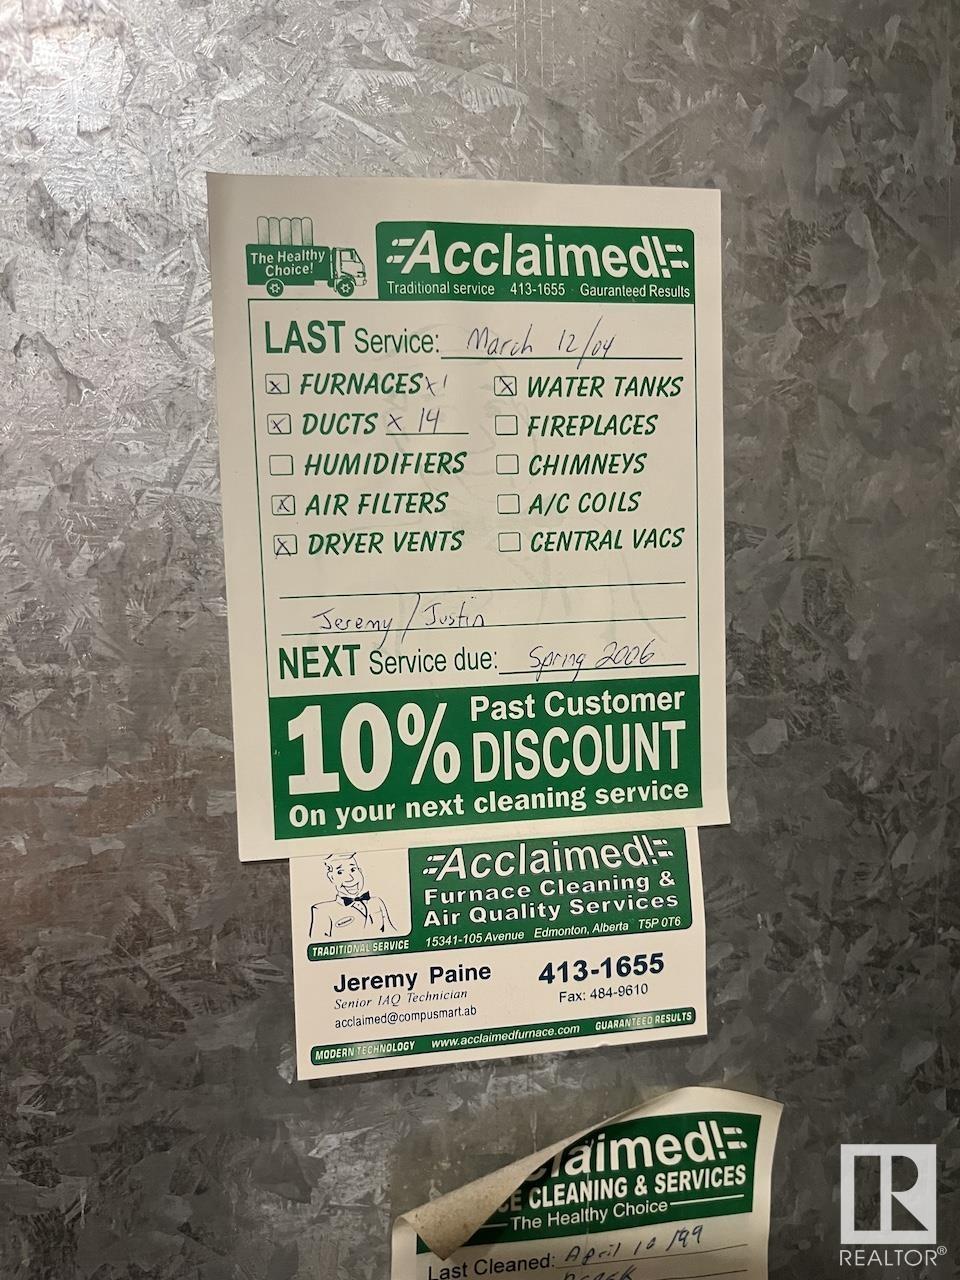 The Healthy
Choice!
Acclaimed!
Traditional service 413-1655 Gauranteed Results
LAST Service: March 12/04
x FURNACES x 1
x WATER TANKS
x DUCTS x 14
FIREPLACES
HUMIDIFIERS
CHIMNEYS
x AIR FILTERS
A/C COILS
x DRYER VENTS
CENTRAL VACS
Jeremy / Justin
NEXT Service due: Spring 2006
10% Past Customer
DISCOUNT
On your next cleaning service
Acclaimed!
Furnace Cleaning &
Air Quality Services
TRADITIONAL SERVICE
15341-105 Avenue Edmonton, Alberta T5P 0T6
Jeremy Paine
Senior IAQ Technician
acclaimed@compusmart.ab
413-1655
Fax: 484-9610
MODERN TECHNOLOGY www.acclaimedfurnace.com GUARANTEED RESULTS
laimed!
CLEANING & SERVICES
The Healthy Choice
Last Cleaned: April 10/99
REALTOR®